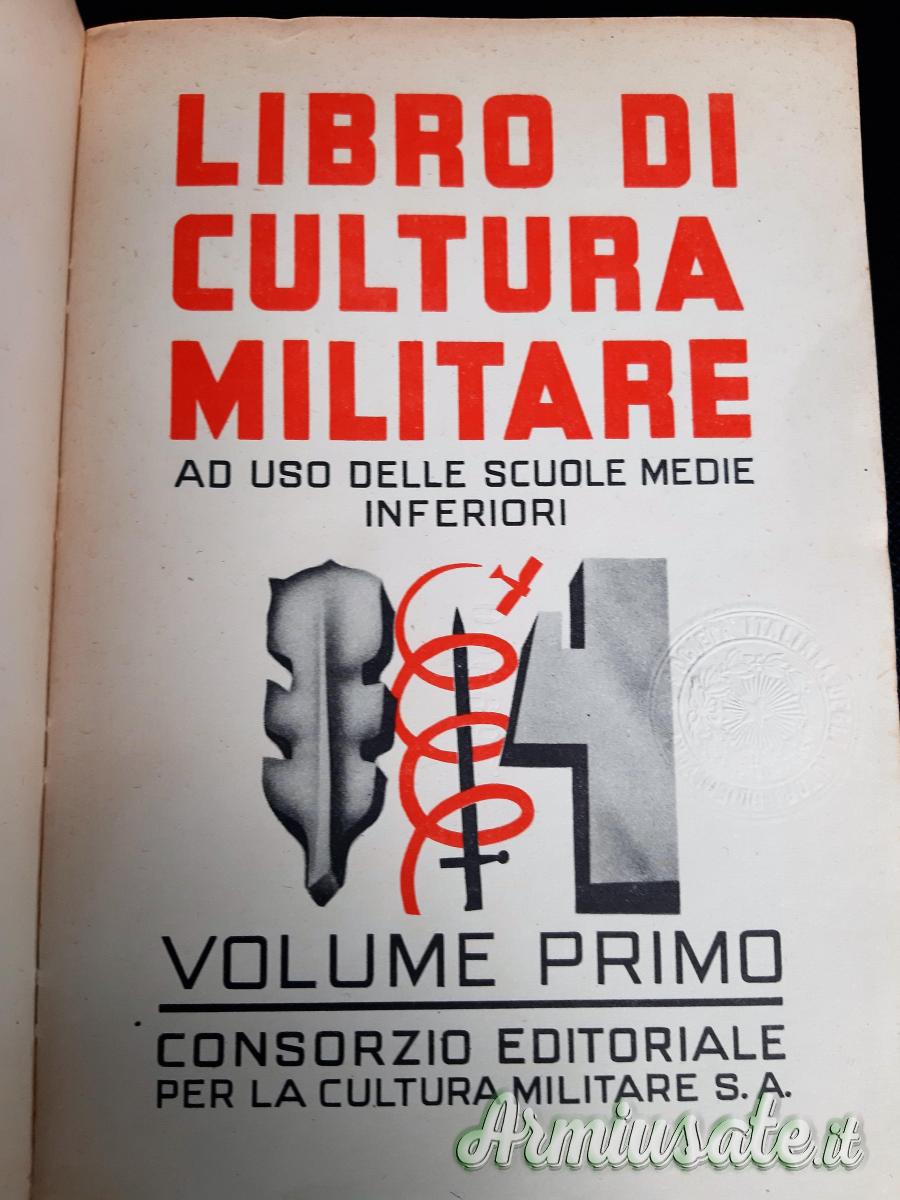 LIBRO DI
CULTURA
MILITARE
AD USO DELLE SCUOLE MEDIE
INFERIORI
VOLUME PRIMO
CONSORZIO EDITORIALE
PER LA CULTURA MILITARE S. A.
Armiusate.it